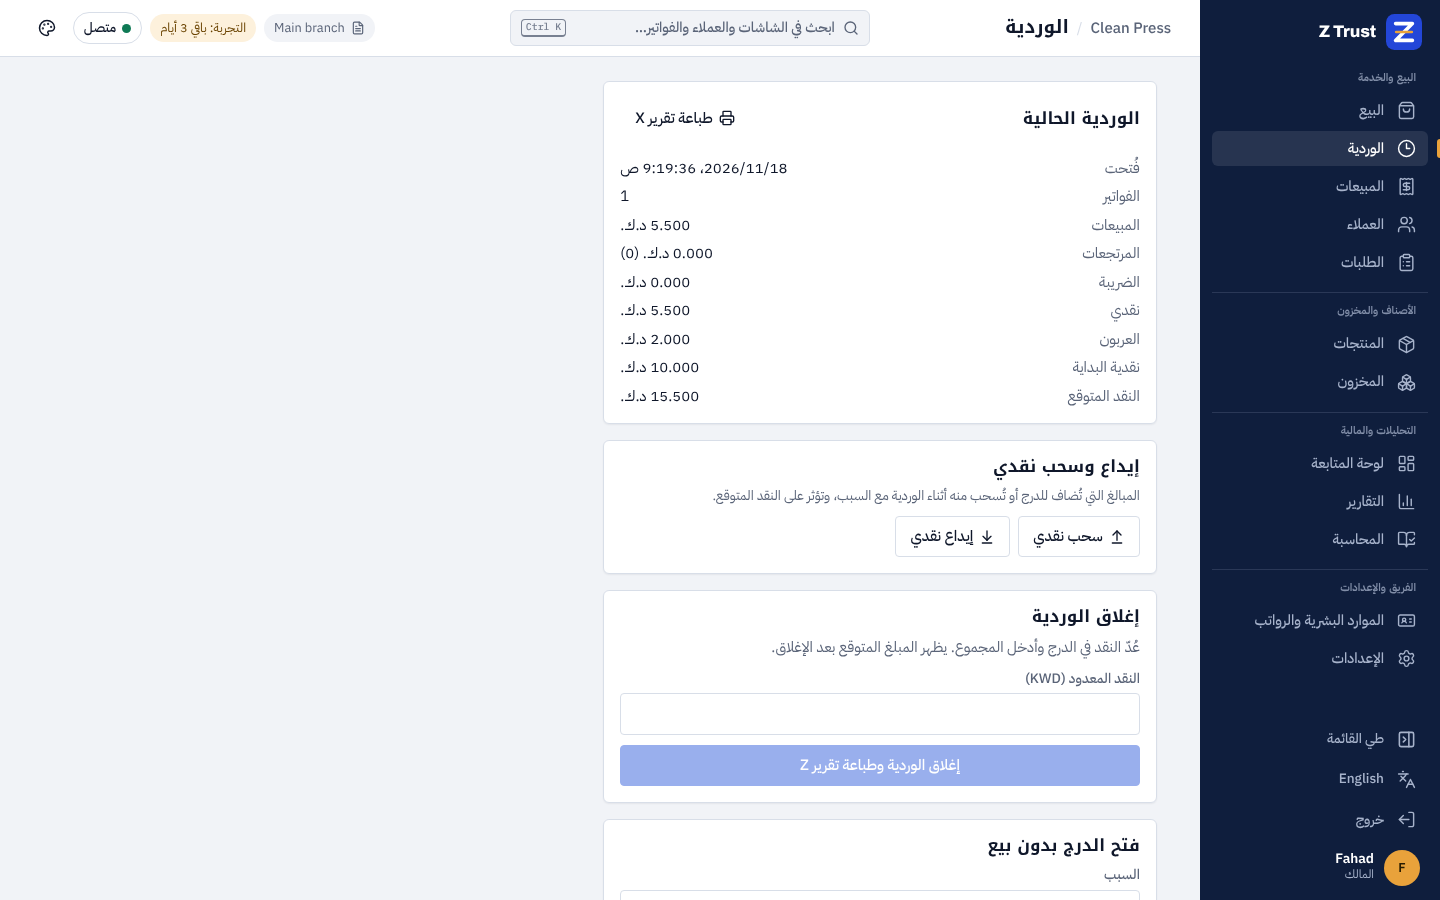 Z Trust
البيع والخدمة
البيع
الوردية
المبيعات
العملاء
الطلبات
الأصناف والمخزون
المنتجات
المخزون
التحليلات والمالية
لوحة المتابعة
التقارير
المحاسبة
الفريق والإعدادات
الموارد البشرية والرواتب
الإعدادات
طي القائمة
English
خروج
Fahad
المالك
F
Clean Press / الوردية
ابحث في الشاشات والعملاء والفواتير...
Ctrl K
Main branch
التجربة: باقي 3 أيام
متصل
الوردية الحالية
طباعة تقرير X
فُتحت 2026/11/18، 9:19:36 ص
الفواتير 1
المبيعات 5.500 د.ك.
المرتجعات 0.000 د.ك. (0)
الضريبة 0.000 د.ك.
نقدي 5.500 د.ك.
العربون 2.000 د.ك.
نقدية البداية 10.000 د.ك.
النقد المتوقع 15.500 د.ك.
إيداع وسحب نقدي
المبالغ التي تُضاف للدرج أو تُسحب منه أثناء الوردية مع السبب، وتؤثر على النقد المتوقع.
سحب نقدي
إيداع نقدي
إغلاق الوردية
عُدّ النقد في الدرج وأدخل المجموع. يظهر المبلغ المتوقع بعد الإغلاق.
النقد المعدود (KWD)
إغلاق الوردية وطباعة تقرير Z
فتح الدرج بدون بيع
السبب